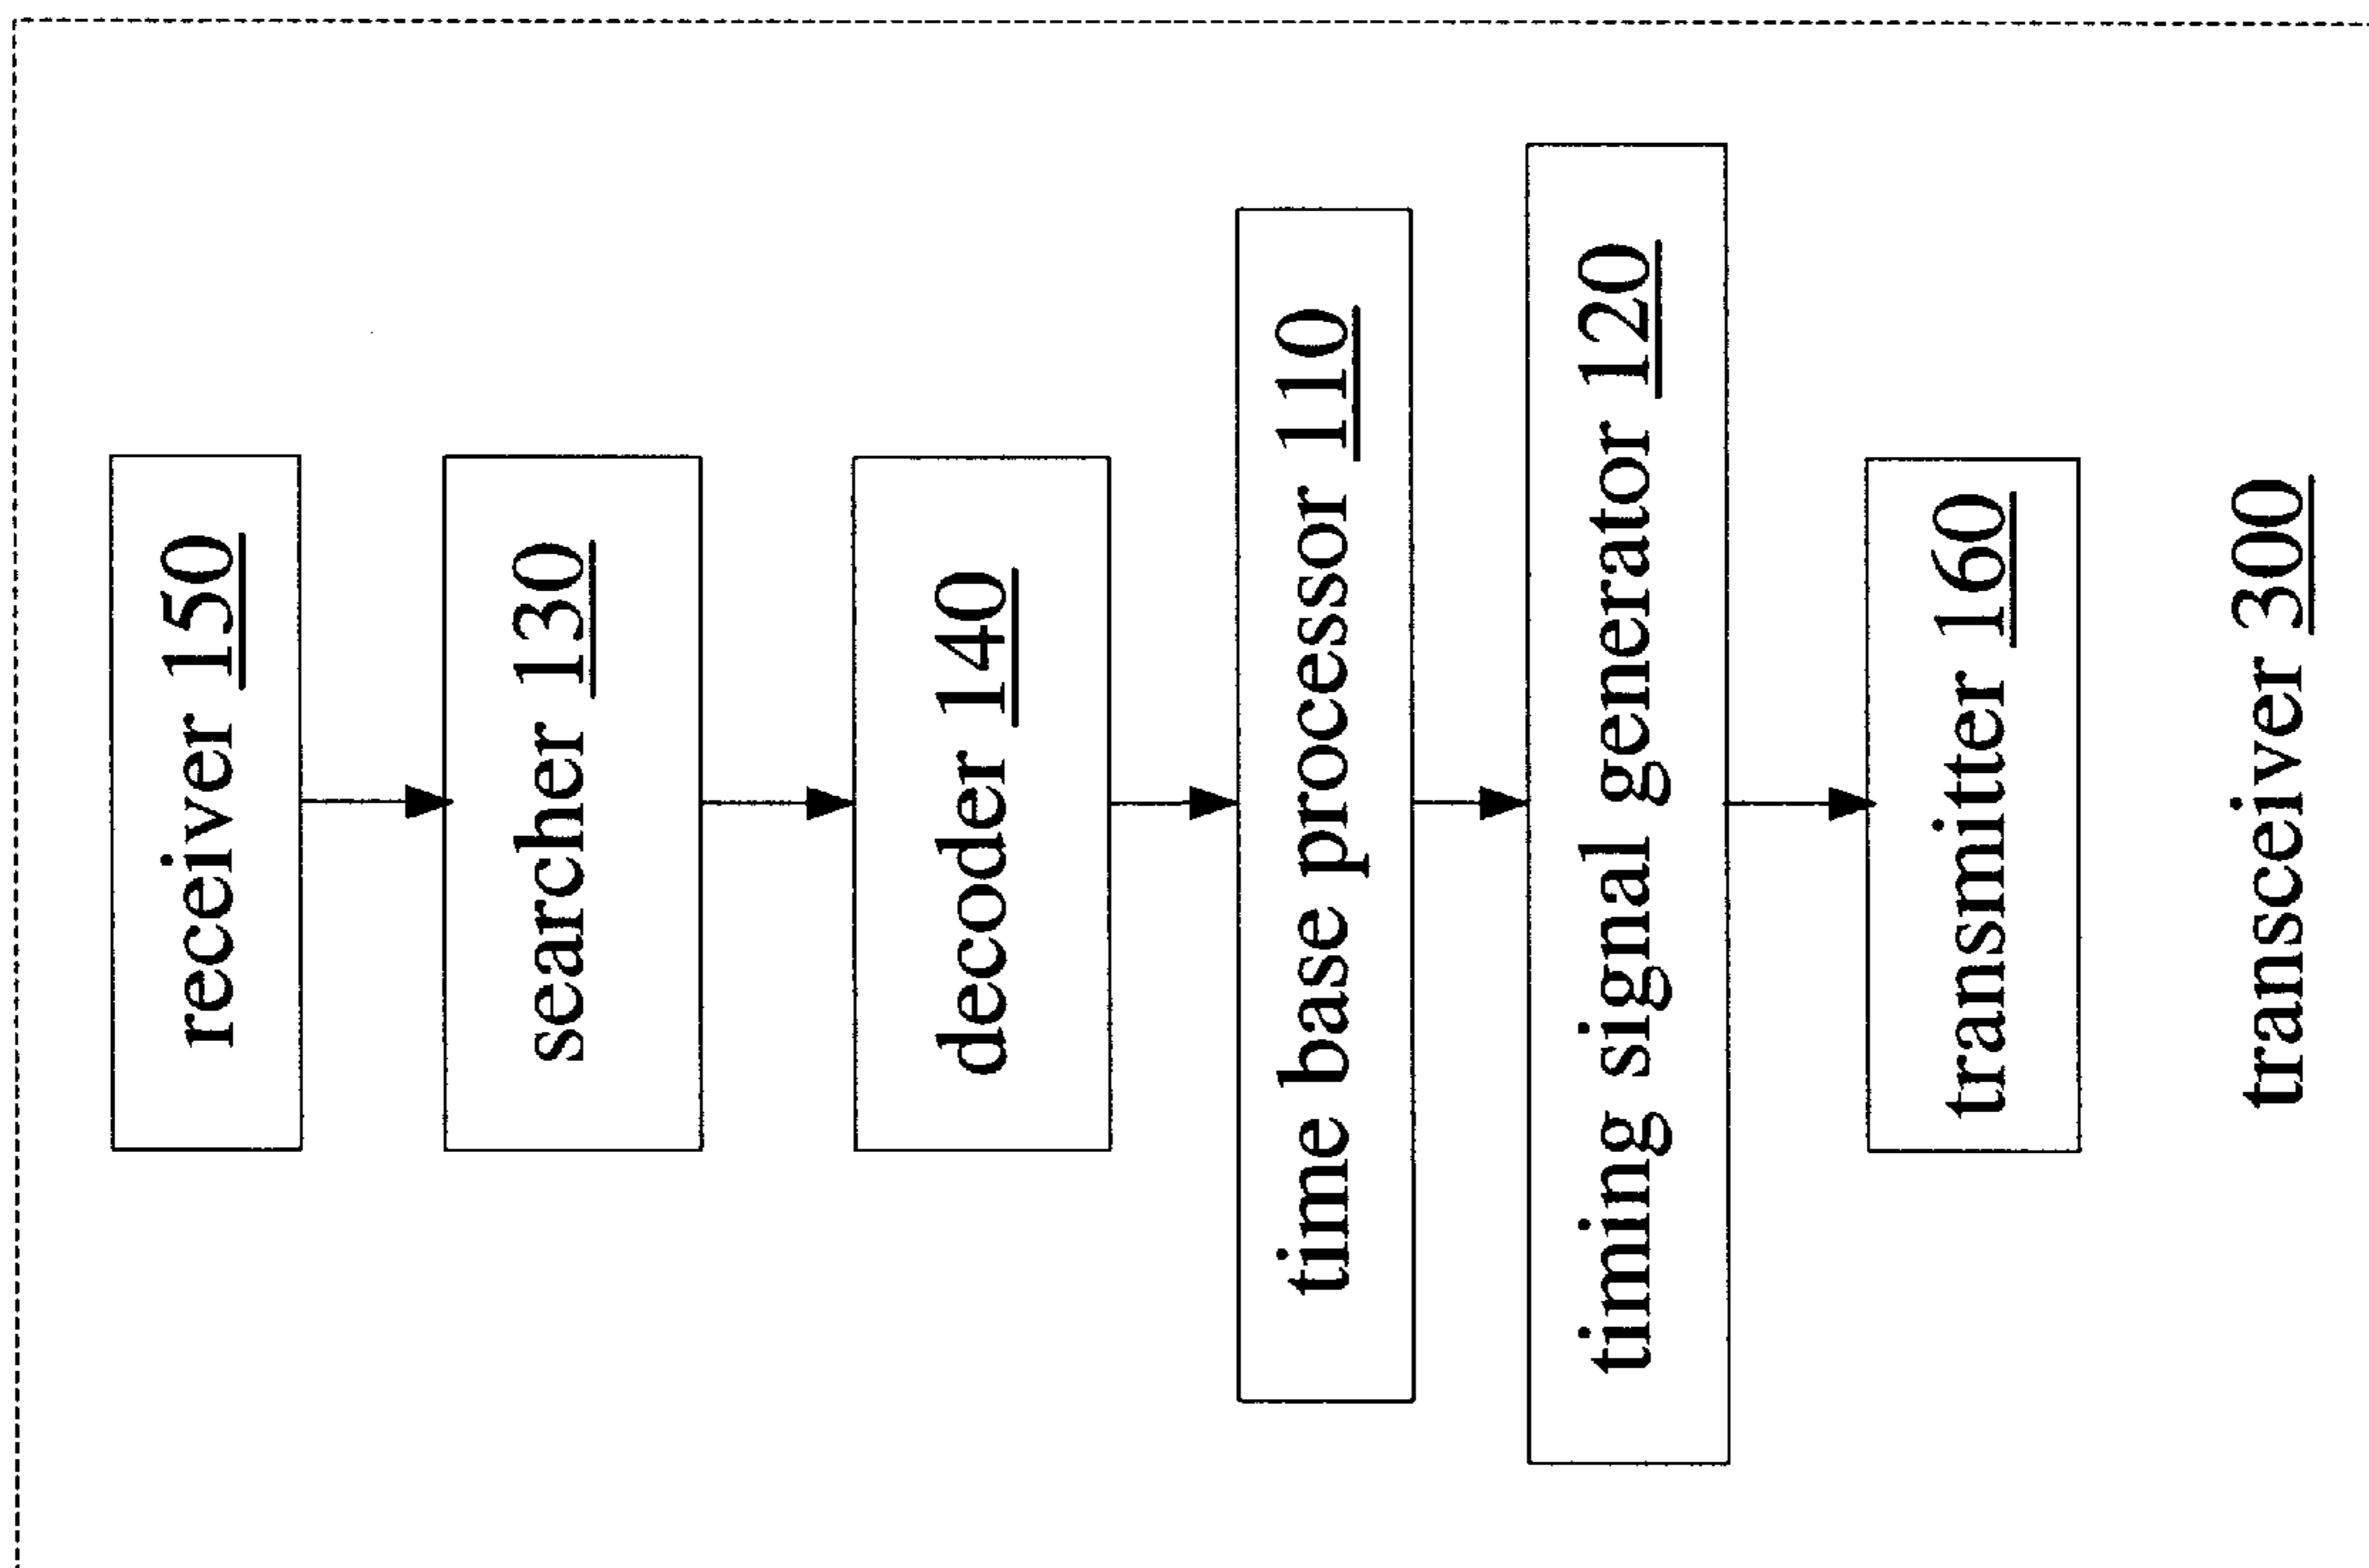 receiver 150
searcher 130
decoder 140
time base processor 110
timing signal generator 120
transmitter 160
transceiver 300